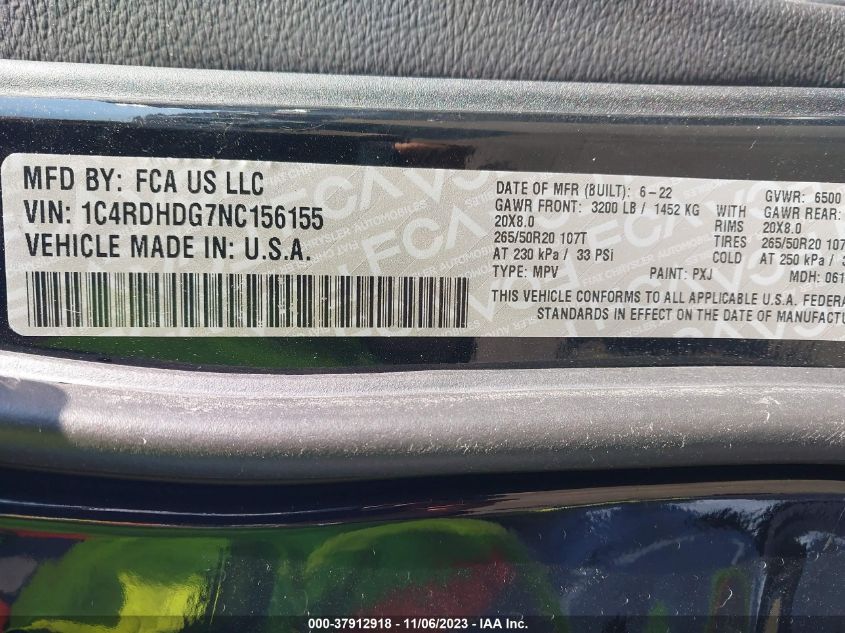 MFD BY: FCA US LLC
VIN: 1C4RDHDG7NC156155
VEHICLE MADE IN: U.S.A.
DATE OF MFR (BUILT): 6-22 GVWR: 6500
GAWR FRONT: 3200 LB / 1452 KG WITH GAWR REAR:
20X8.0 RIMS 20X8.0
265/50R20 107T TIRES 265/50R20 107
AT 230 kPa / 33 PSi COLD AT 250 kPa /
TYPE: MPV PAINT: PXJ MDH: 061
THIS VEHICLE CONFORMS TO ALL APPLICABLE U.S.A. FEDERA
STANDARDS IN EFFECT ON THE DATE OF MANUFACTU
000-37912918 - 11/06/2023 - IAA Inc.